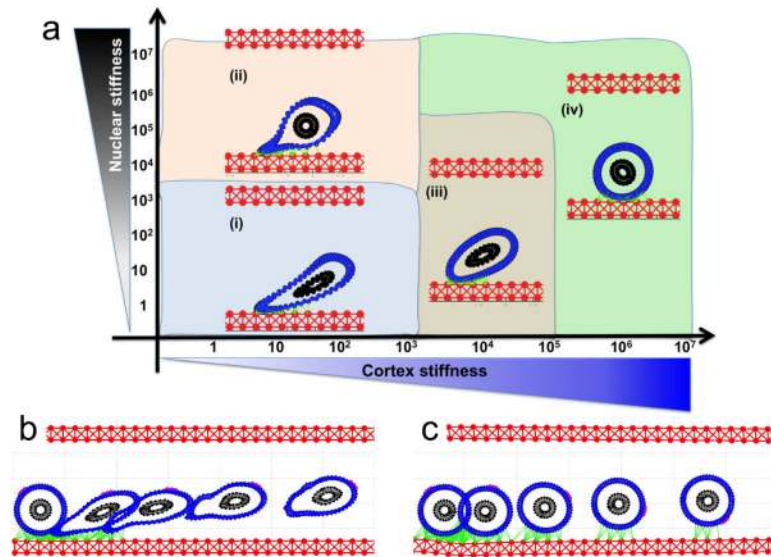 a
Nuclear stiffness
10⁷
10⁶
10⁵
10⁴
10³
10²
10
1
(ii)
(iv)
(iii)
(i)
1 10 10² 10³ 10⁴ 10⁵ 10⁶ 10⁷
Cortex stiffness
b
c